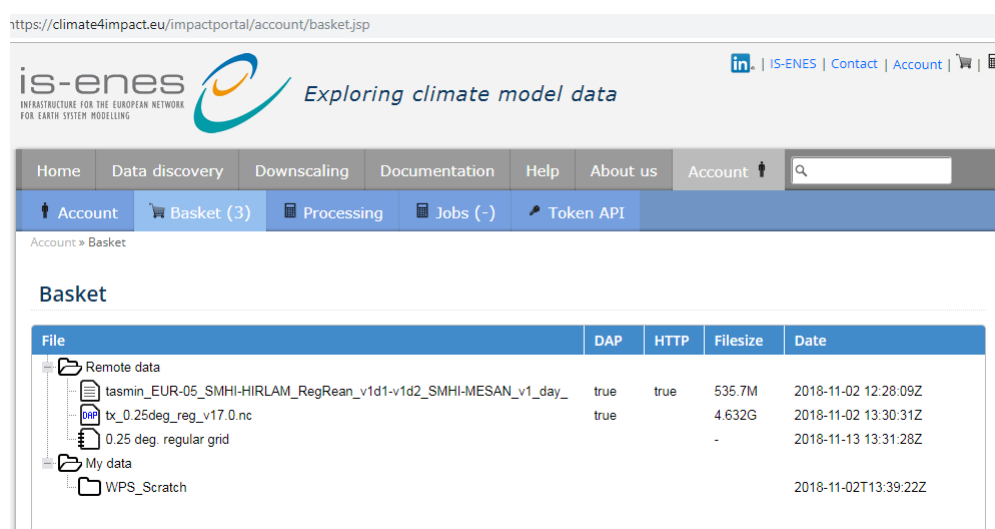 https://climate4impact.eu/impactportal/account/basket.jsp
in. | IS-ENES | Contact | Account | |
is-enes
INFRASTRUCTURE FOR THE EUROPEAN NETWORK
FOR EARTH SYSTEM MODELLING
Exploring climate model data
Home Data discovery Downscaling Documentation Help About us Account
Account Basket (3) Processing Jobs (-) Token API
Account » Basket
Basket
File DAP HTTP Filesize Date
Remote data
tasmin_EUR-05_SMHI-HIRLAM_RegRean_v1d1-v1d2_SMHI-MESAN_v1_day_ true true 535.7M 2018-11-02 12:28:09Z
DAP tx_0.25deg_reg_v17.0.nc true 4.632G 2018-11-02 13:30:31Z
0.25 deg. regular grid - 2018-11-13 13:31:28Z
My data
WPS_Scratch 2018-11-02T13:39:22Z